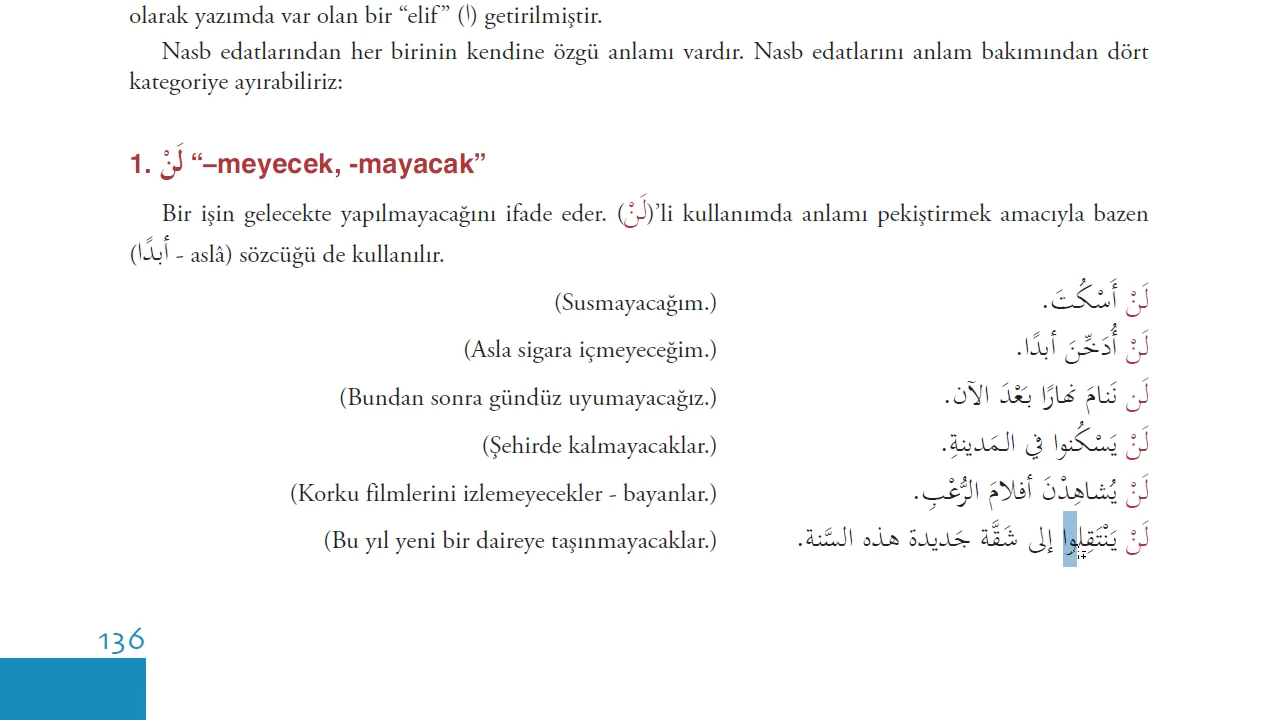 olarak yazımda var olan bir “elif” (ا) getirilmiştir.
Nasb edatlarından her birinin kendine özgü anlamı vardır. Nasb edatlarını anlam bakımından dört
kategoriye ayırabiliriz:
1. لَنْ “–meyecek, -mayacak”
Bir işin gelecekte yapılmayacağını ifade eder. (لَنْ)’li kullanımda anlamı pekiştirmek amacıyla bazen
(أبدًا - aslâ) sözcüğü de kullanılır.
(Susmayacağım.) لَنْ أَسْكُتَ.
(Asla sigara içmeyeceğim.) لَنْ أُدَخِّنَ أبدًا.
(Bundan sonra gündüz uyumayacağız.) لَن نَنامَ نهارًا بَعْدَ الآن.
(Şehirde kalmayacaklar.) لَنْ يَسْكُنوا في المَدينةِ.
(Korku filmlerini izlemeyecekler - bayanlar.) لَنْ يُشاهِدْنَ أفلامَ الرُّعْبِ.
(Bu yıl yeni bir daireye taşınmayacaklar.) لَنْ يَنْتَقِلوا إلى شَقَّة جَديدة هذه السَّنة.
136